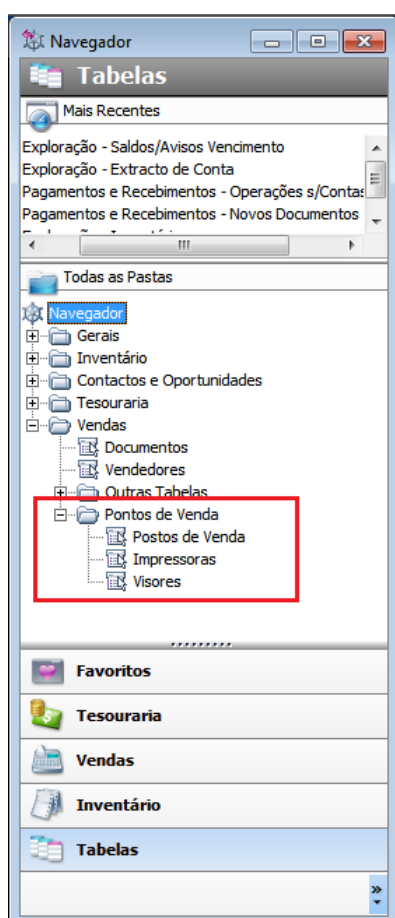 Navegador
Tabelas
Mais Recentes
Exploração - Saldos/Avisos Vencimento
Exploração - Extracto de Conta
Pagamentos e Recebimentos - Operações s/Contas
Pagamentos e Recebimentos - Novos Documentos
Todas as Pastas
Navegador
Gerais
Inventário
Contactos e Oportunidades
Tesouraria
Vendas
Documentos
Vendedores
Outras Tabelas
Pontos de Venda
Postos de Venda
Impressoras
Visores
Favoritos
Tesouraria
Vendas
Inventário
Tabelas